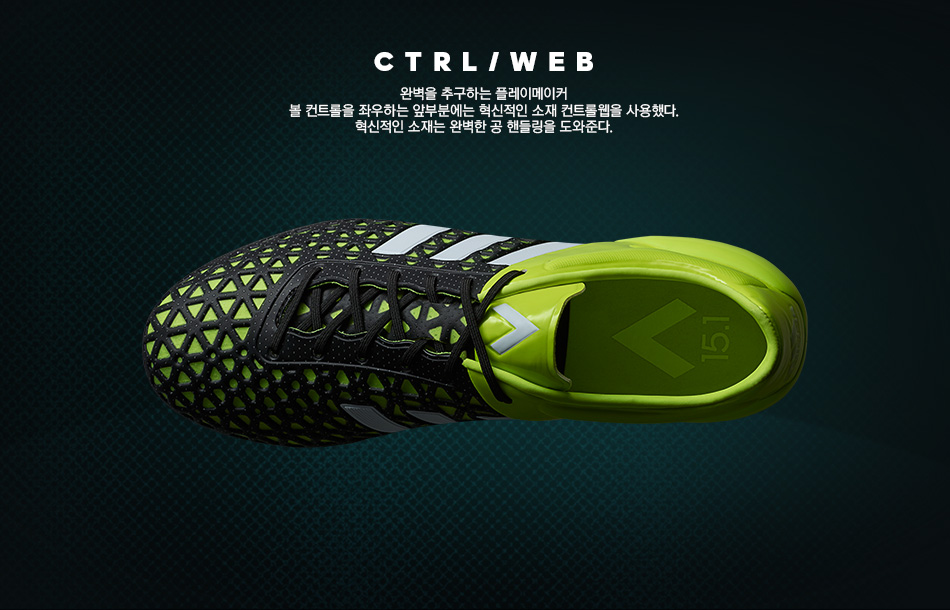 CTRL/WEB
완벽을 추구하는 플레이메이커
볼 컨트롤을 좌우하는 앞부분에는 혁신적인 소재 컨트롤웹을 사용했다.
혁신적인 소재는 완벽한 공 핸들링을 도와준다.
15.1